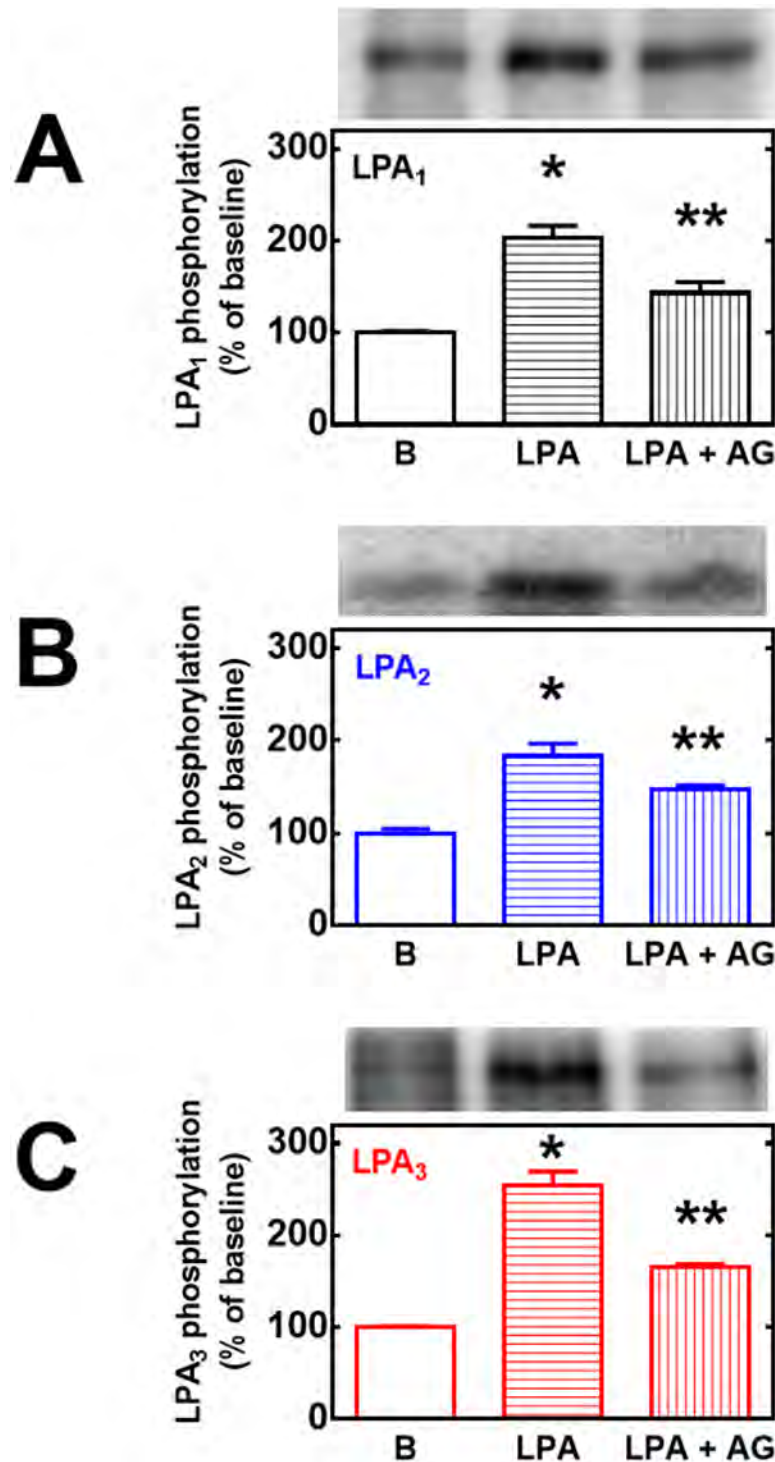 A
LPA₁ phosphorylation
(% of baseline)
300
200
100
0
LPA₁
*
**
B LPA LPA + AG
B
LPA₂ phosphorylation
(% of baseline)
300
200
100
0
LPA₂
*
**
B LPA LPA + AG
C
LPA₃ phosphorylation
(% of baseline)
300
200
100
0
LPA₃
*
**
B LPA LPA + AG